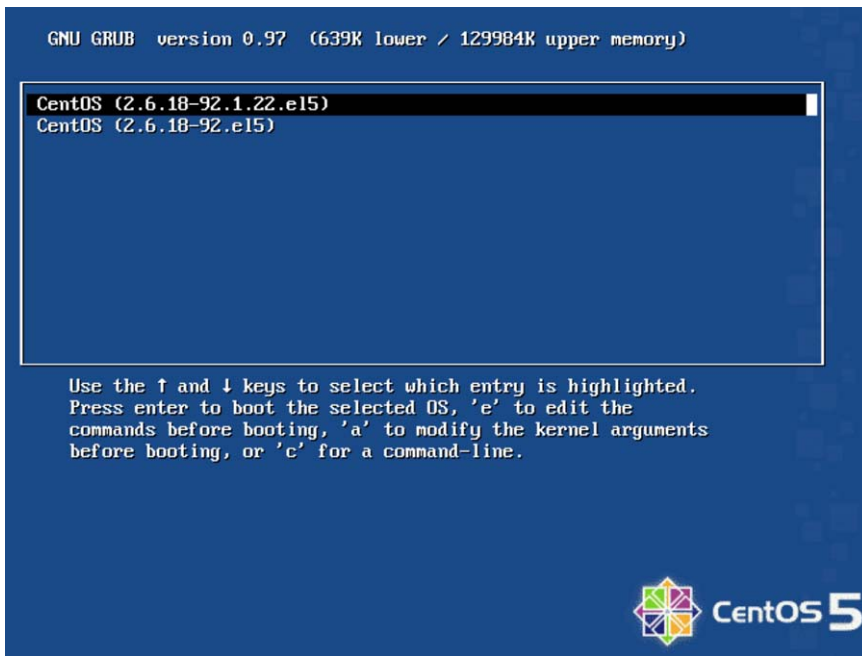 GNU GRUB  version 0.97  (639K lower / 129984K upper memory)
CentOS (2.6.18-92.1.22.el5)
CentOS (2.6.18-92.el5)
Use the ↑ and ↓ keys to select which entry is highlighted.
Press enter to boot the selected OS, 'e' to edit the
commands before booting, 'a' to modify the kernel arguments
before booting, or 'c' for a command-line.
CentOS 5